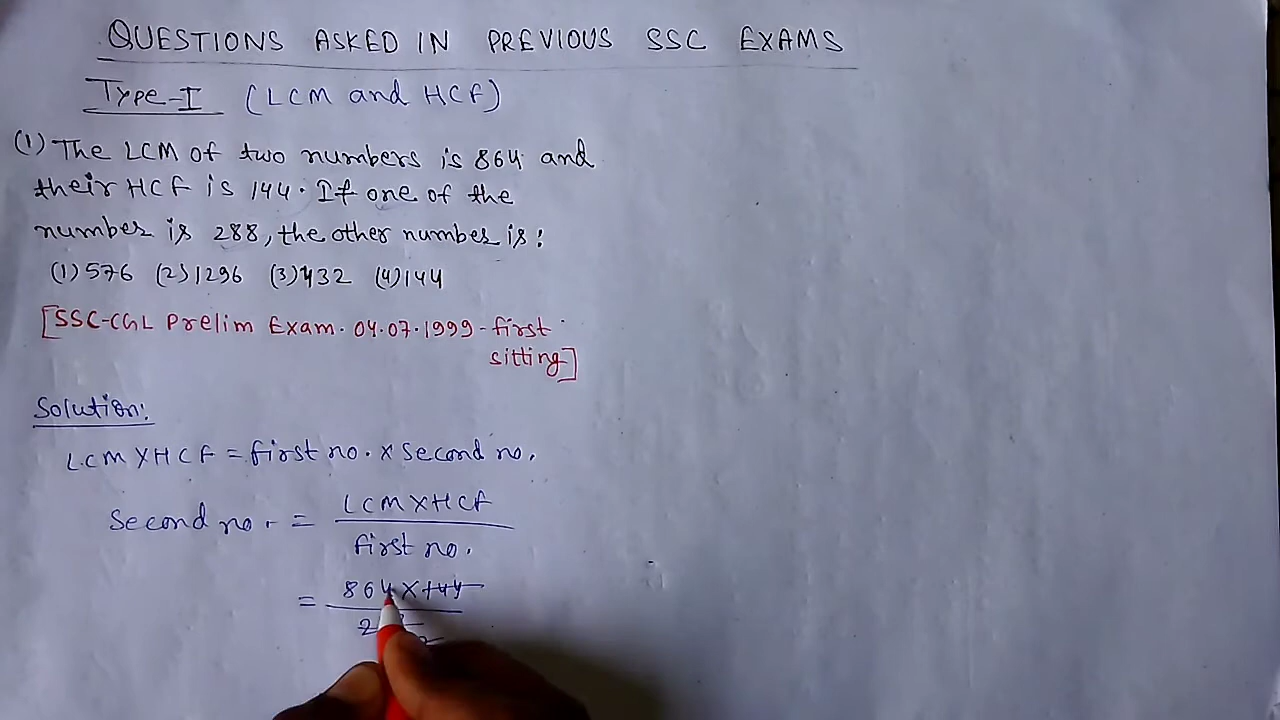 QUESTIONS ASKED IN PREVIOUS SSC EXAMS
Type-I (LCM and HCF)
(1) The LCM of two numbers is 864 and
their HCF is 144. If one of the
number is 288, the other number is:
(1) 576 (2) 1296 (3) 432 (4) 144
[SSC-CGL Prelim Exam. 04.07.1999-first
sitting]
Solution:
LCM X HCF = first no. x second no.
Second no. = LCM X HCF
first no.
= 864 X 144
2